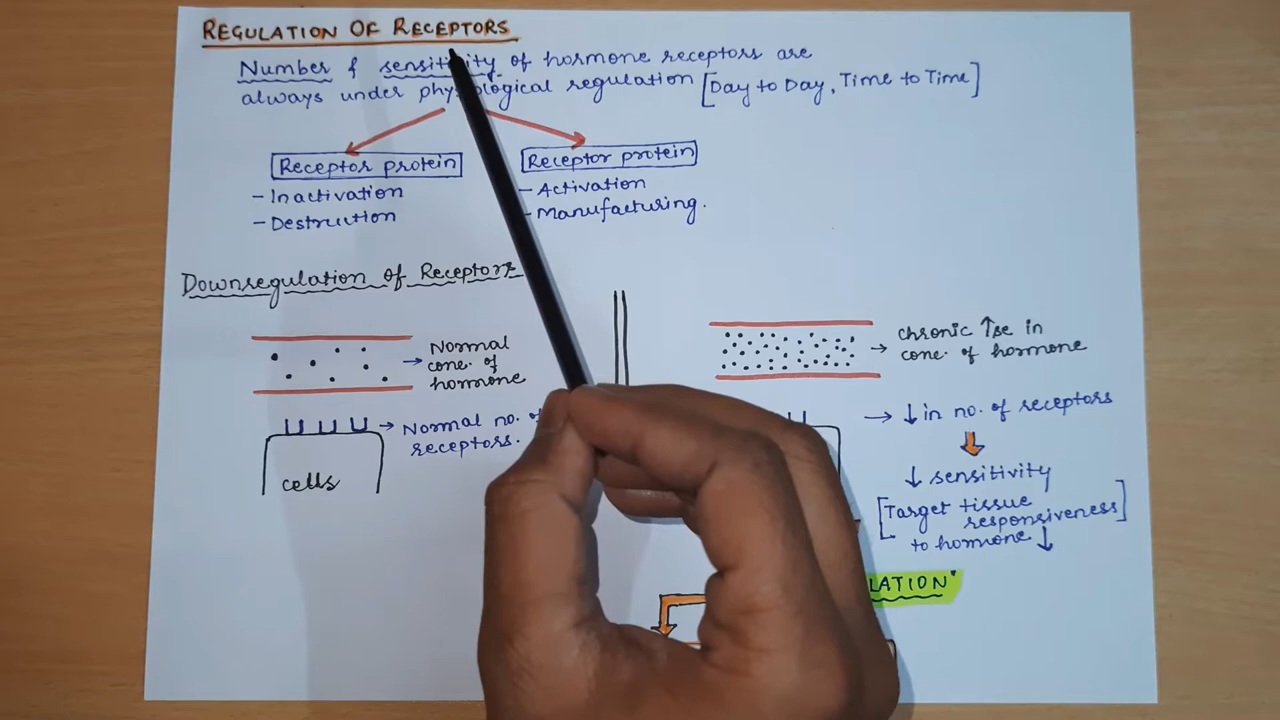 REGULATION OF RECEPTORS
Number & sensitivity of hormone receptors are
always under physiological regulation [Day to Day, Time to Time]
Receptor protein
- Inactivation
- Destruction
Receptor protein
- Activation
- Manufacturing.
Downregulation of Receptors
→ Normal
conc. of
hormone
→ Normal no. of
receptors.
cells
→ chronic ↑se in
conc. of hormone
→ ↓ in no. of receptors
↓ sensitivity
[Target tissue
responsiveness]
to hormone ↓
LATION"